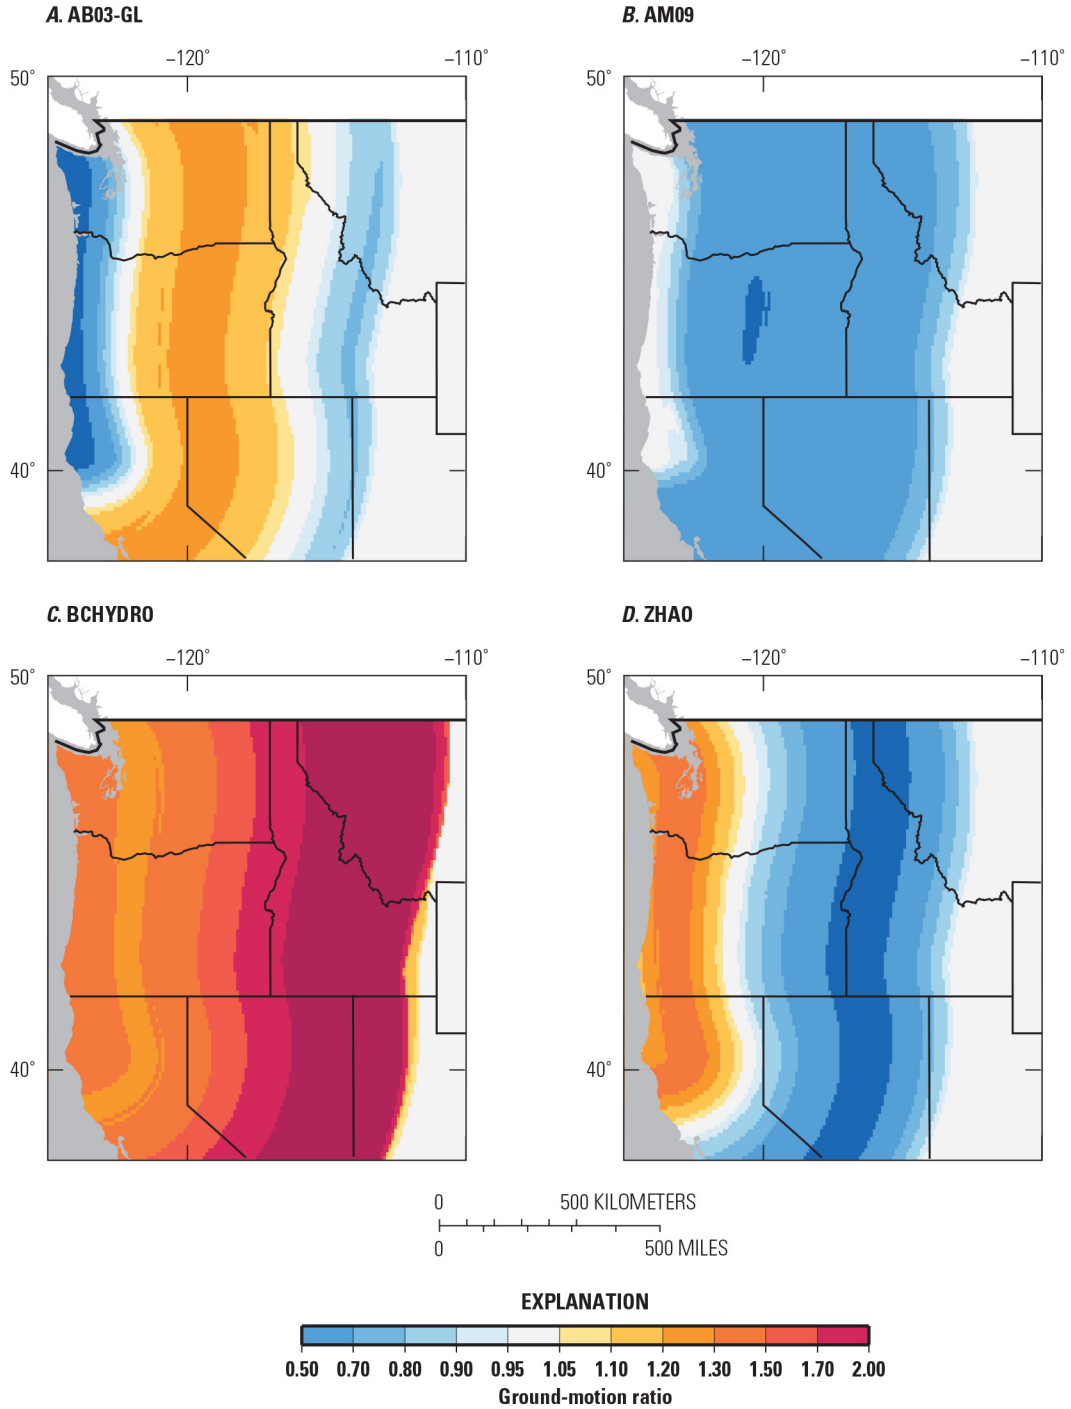 A. AB03-GL
B. AM09
−120° −110°
−120° −110°
50°
50°
40°
40°
C. BCHYDRO
D. ZHAO
−120° −110°
−120° −110°
50°
50°
40°
40°
0 500 KILOMETERS
0 500 MILES
EXPLANATION
0.50 0.70 0.80 0.90 0.95 1.05 1.10 1.20 1.30 1.50 1.70 2.00
Ground-motion ratio